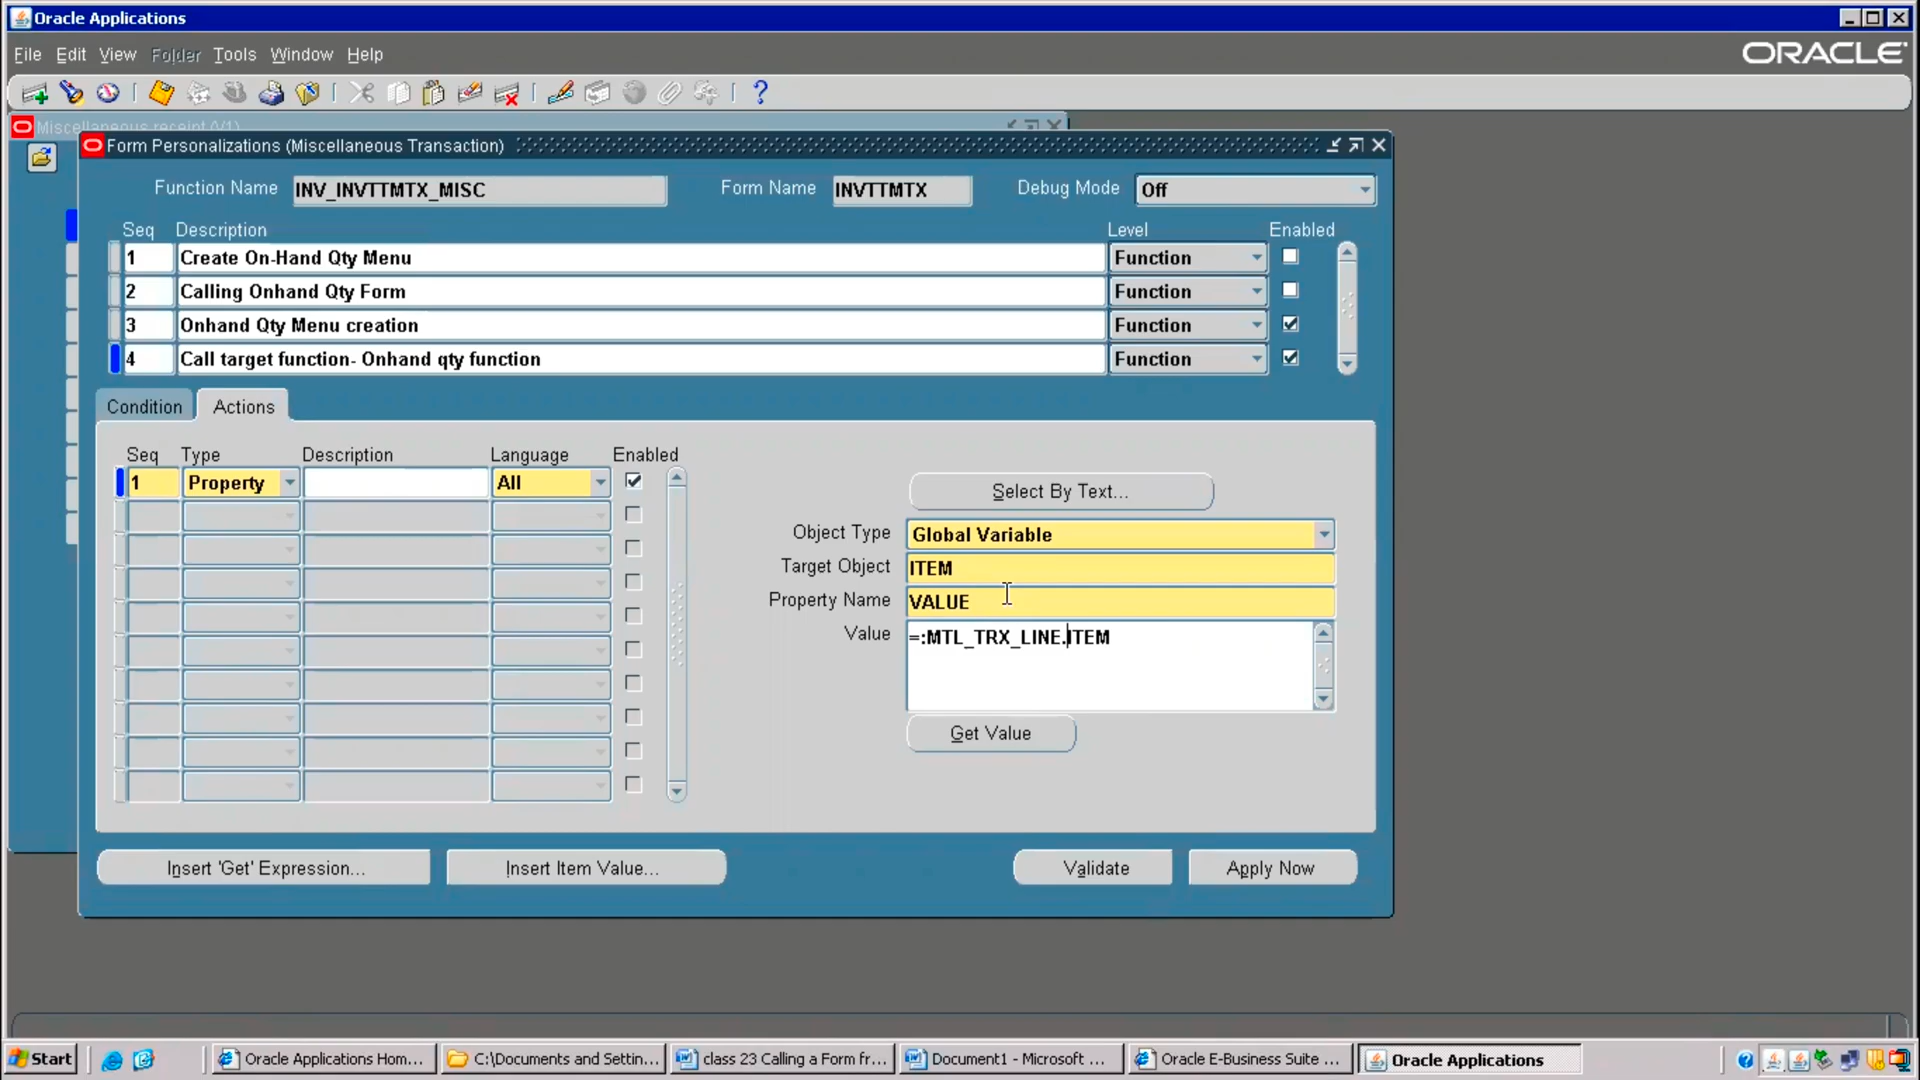 Oracle Applications
File Edit View Folder Tools Window Help
ORACLE
Miscellaneous receipt (V1)
Form Personalizations (Miscellaneous Transaction)
Function Name INV_INVTTMTX_MISC Form Name INVTTMTX Debug Mode Off
Seq Description Level Enabled
1 Create On-Hand Qty Menu Function
2 Calling Onhand Qty Form Function
3 Onhand Qty Menu creation Function
4 Call target function- Onhand qty function Function
Condition Actions
Seq Type Description Language Enabled
1 Property All
Select By Text...
Object Type Global Variable
Target Object ITEM
Property Name VALUE
Value =:MTL_TRX_LINE.ITEM
Get Value
Insert 'Get' Expression... Insert Item Value... Validate Apply Now
Start Oracle Applications Hom... C:\Documents and Settin... class 23 Calling a Form fr... Document1 - Microsoft ... Oracle E-Business Suite ... Oracle Applications